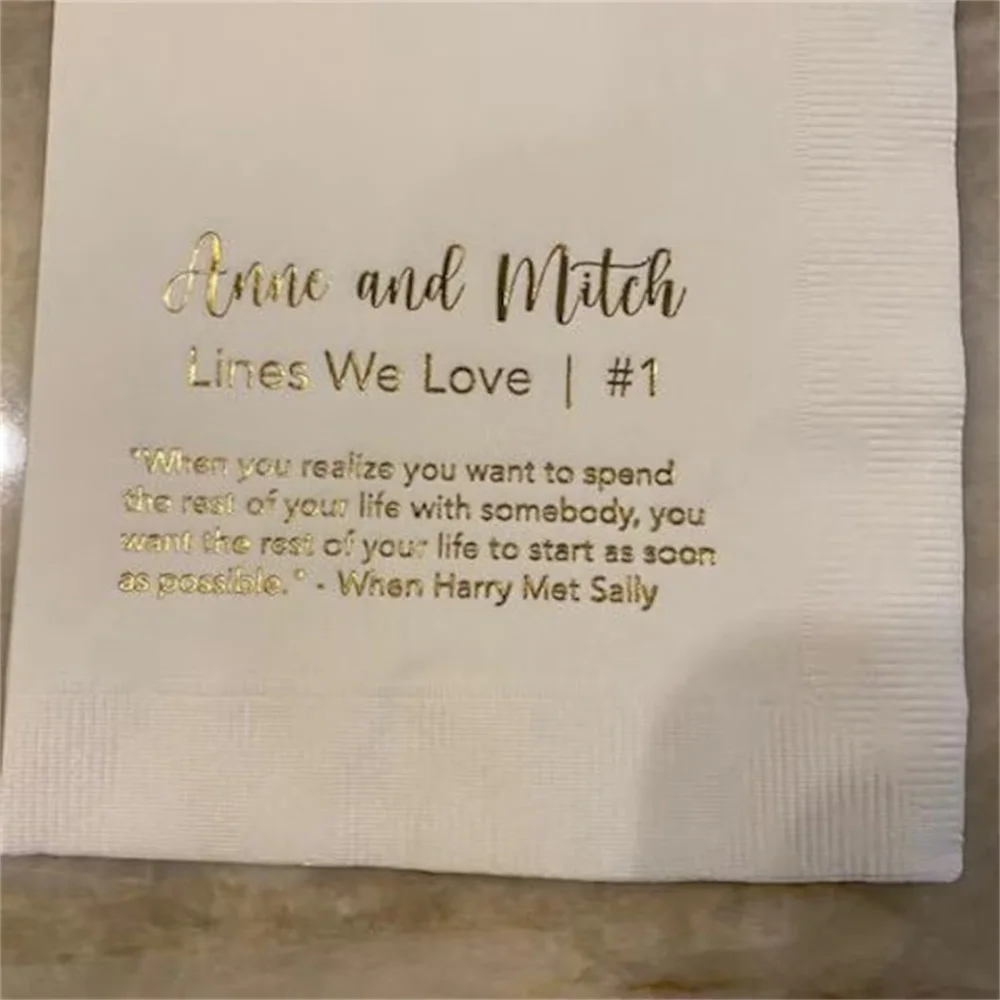 Anne and Mitch
Lines We Love | #1
"When you realize you want to spend
the rest of your life with somebody, you
want the rest of your life to start as soon
as possible." - When Harry Met Sally